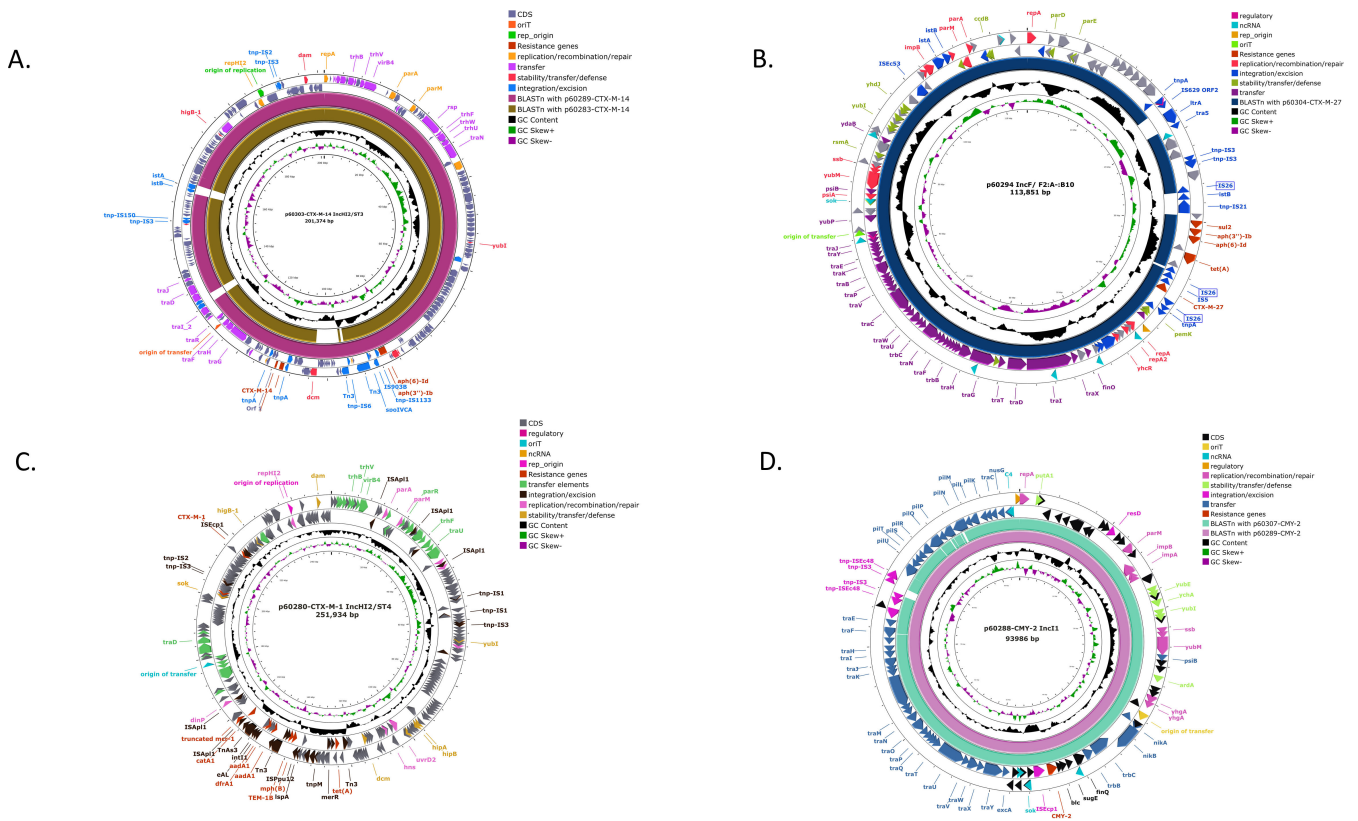 A.
CDS
oriT
rep_origin
Resistance genes
replication/recombination/repair
transfer
stability/transfer/defense
integration/excision
BLASTn with p60289-CTX-M-14
BLASTn with p60283-CTX-M-14
GC Content
GC Skew+
GC Skew-
tnp-IS2
tnp-IS3
repHI2
origin of replication
dam
repA
trhB
trhV
virB4
parA
parM
rsp
trhF
trhW
trhU
traN
higB-1
istA
istB
tnp-IS150
tnp-IS3
yubI
p60303-CTX-M-14 IncHI2/ST3
201,374 bp
traJ
traD
traI_2
traR
origin of transfer
traH
traF
traG
CTX-M-14
tnpA
tnpA
Orf 1
dcm
Tn3
tnp-IS6
Tn3
sooIVCA
tnp-IS1133
aph(3'')-Ib
IS9038
aph(6)-Id
B.
regulatory
ncRNA
rep_origin
oriT
Resistance genes
replication/recombination/repair
integration/excision
stability/transfer/defense
transfer
BLASTn with p60304-CTX-M-27
GC Content
GC Skew+
GC Skew-
ccdB
repA
parD
parE
parA
parM
istB
istA
impB
ISEc53
yhdJ
yubI
ydaB
rsmA
ssb
yubM
psiB
psiA
sok
yubP
origin of transfer
traJ
traY
traE
traK
traB
traP
traV
traC
traW
traU
trbC
traN
traF
trbB
traH
traG
traT
traD
traI
traX
finO
yhcR
repA2
repA
pemK
tnpA
IS26
CTX-M-27
IS5
IS26
tet(A)
aph(6)-Id
aph(3'')-Ib
sul2
tnp-IS21
istB
IS26
tnp-IS3
tnp-IS3
traS
ltrA
IS629 ORF2
tnpA
p60294 IncF/ F2:A-:B10
113,851 bp
C.
CDS
regulatory
oriT
ncRNA
rep_origin
Resistance genes
transfer elements
integration/excision
replication/recombination/repair
stability/transfer/defense
GC Content
GC Skew+
GC Skew-
repHI2
origin of replication
dam
trhB
trhV
virB4
ISApl1
parA
parR
parM
ISApl1
trhF
traU
ISApl1
tnp-IS1
tnp-IS1
tnp-IS3
yubI
CTX-M-1
ISEcp1
higB-1
tnp-IS2
tnp-IS3
sok
traD
origin of transfer
p60280-CTX-M-1 IncHI2/ST4
251,934 bp
dinP
ISApl1
truncated mcr-1
ISApl1
catA1
TnAs3
intI1
aadA1
eAL
aadA1
dfrA1
Tn3
ISPpu12
mph(B)
TEM-1B
lspA
tnpM
merR
tet(A)
Tn3
dcm
hns
uvrD2
hipB
hipA
D.
CDS
oriT
ncRNA
regulatory
replication/recombination/repair
stability/transfer/defense
integration/excision
transfer
Resistance genes
BLASTn with p60307-CMY-2
BLASTn with p60289-CMY-2
GC Content
GC Skew+
GC Skew-
nusG
C4
repA
traC
pilK
pilL
pilM
pilN
pilP
pilQ
pilR
pilS
pilT
pilU
tnp-ISEc48
tnp-IS3
tnp-IS3
tnp-ISEc48
traE
traF
traH
traI
traJ
traK
traM
traN
traO
traP
traQ
traT
traU
traV
traW
traX
traY
excA
sok
ISEcp1
CMY-2
blc
sugE
finQ
trbB
trbC
nikB
nikA
origin of transfer
yhgA
yhgA
ardA
psiB
yubM
ssb
yubI
ychA
impA
impB
parM
resD
p60288-CMY-2 IncI1
93986 bp